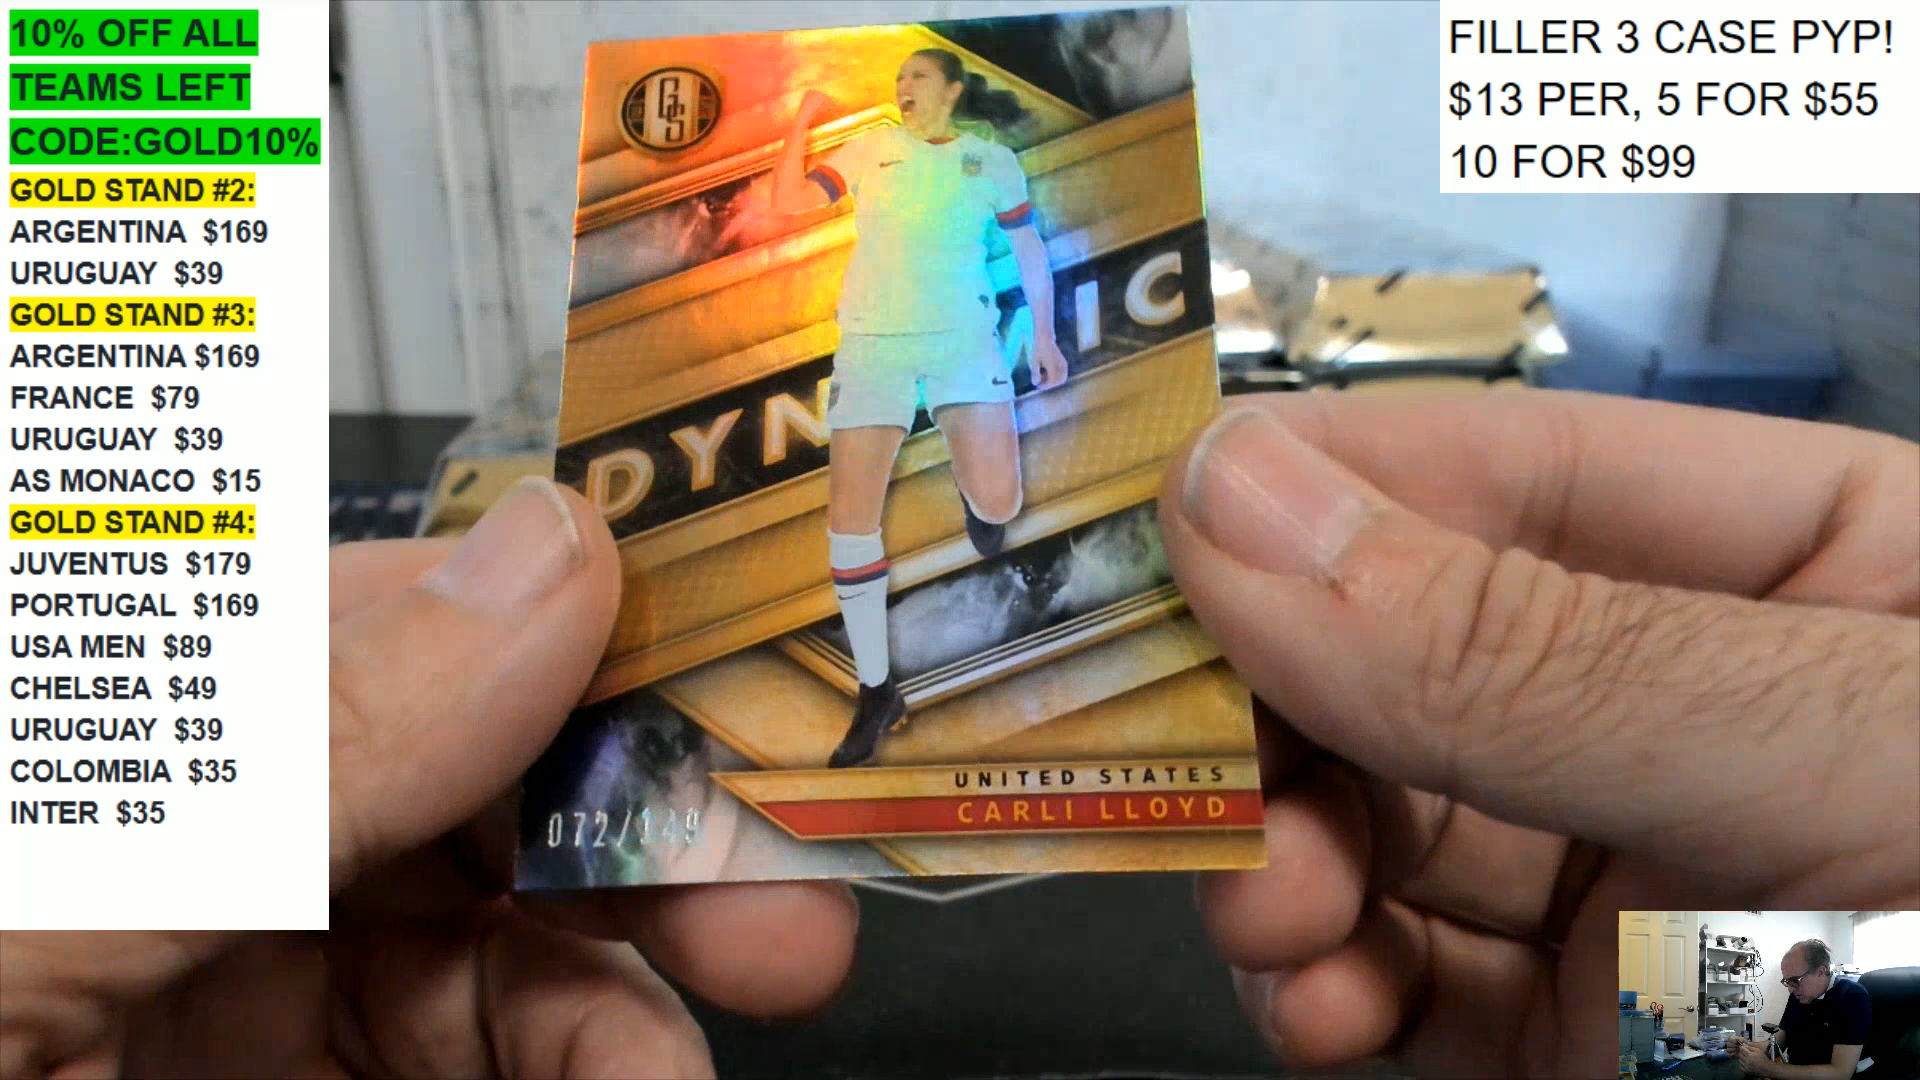 10% OFF ALL
TEAMS LEFT
CODE:GOLD10%
GOLD STAND #2:
ARGENTINA $169
URUGUAY $39
GOLD STAND #3:
ARGENTINA $169
FRANCE $79
URUGUAY $39
AS MONACO $15
GOLD STAND #4:
JUVENTUS $179
PORTUGAL $169
USA MEN $89
CHELSEA $49
URUGUAY $39
COLOMBIA $35
INTER $35
FILLER 3 CASE PYP!
$13 PER, 5 FOR $55
10 FOR $99
GS
DYN IC
UNITED STATES
CARLI LLOYD
072/149